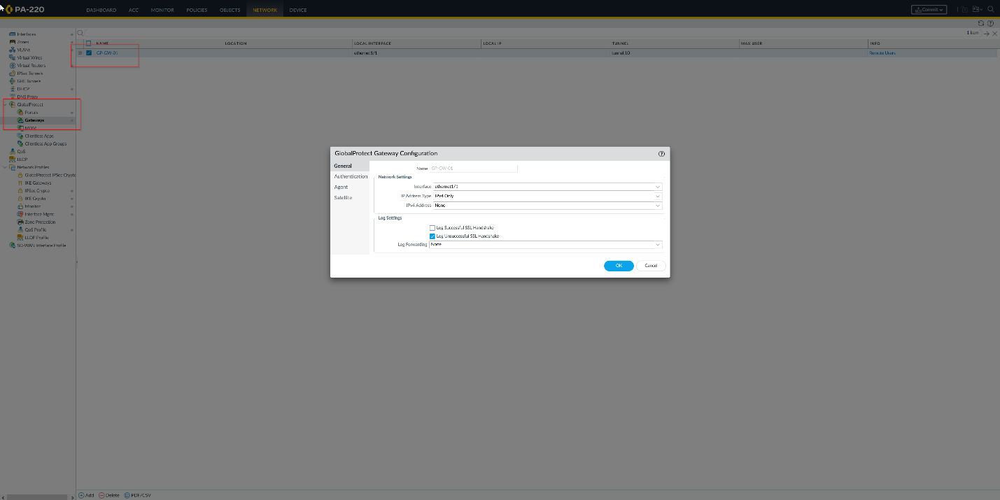 PA-220 DASHBOARD ACC MONITOR POLICIES OBJECTS NETWORK DEVICE Commit
Interfaces
Zones
VLANs
Virtual Wires
Virtual Routers
IPSec Tunnels
GRE Tunnels
DHCP
DNS Proxy
GlobalProtect
Portals
Gateways
MDM
Clientless Apps
Clientless App Groups
QoS
LLDP
Network Profiles
GlobalProtect IPSec Crypto
IKE Gateways
IPSec Crypto
IKE Crypto
Monitor
Interface Mgmt
Zone Protection
QoS Profile
LLDP Profile
SD-WAN Interface Profile
1 item
NAME LOCATION LOCAL INTERFACE LOCAL IP TUNNEL MAX USER INFO
GP-GW-01 ethernet1/1 tunnel.10 Remote Users
GlobalProtect Gateway Configuration ?
General
Authentication
Agent
Satellite
Name GP-GW-01
Network Settings
Interface ethernet1/1
IP Address Type IPv4 Only
IPv4 Address None
Log Settings
Log Successful SSL Handshake
Log Unsuccessful SSL Handshake
Log Forwarding None
OK Cancel
Add Delete PDF/CSV